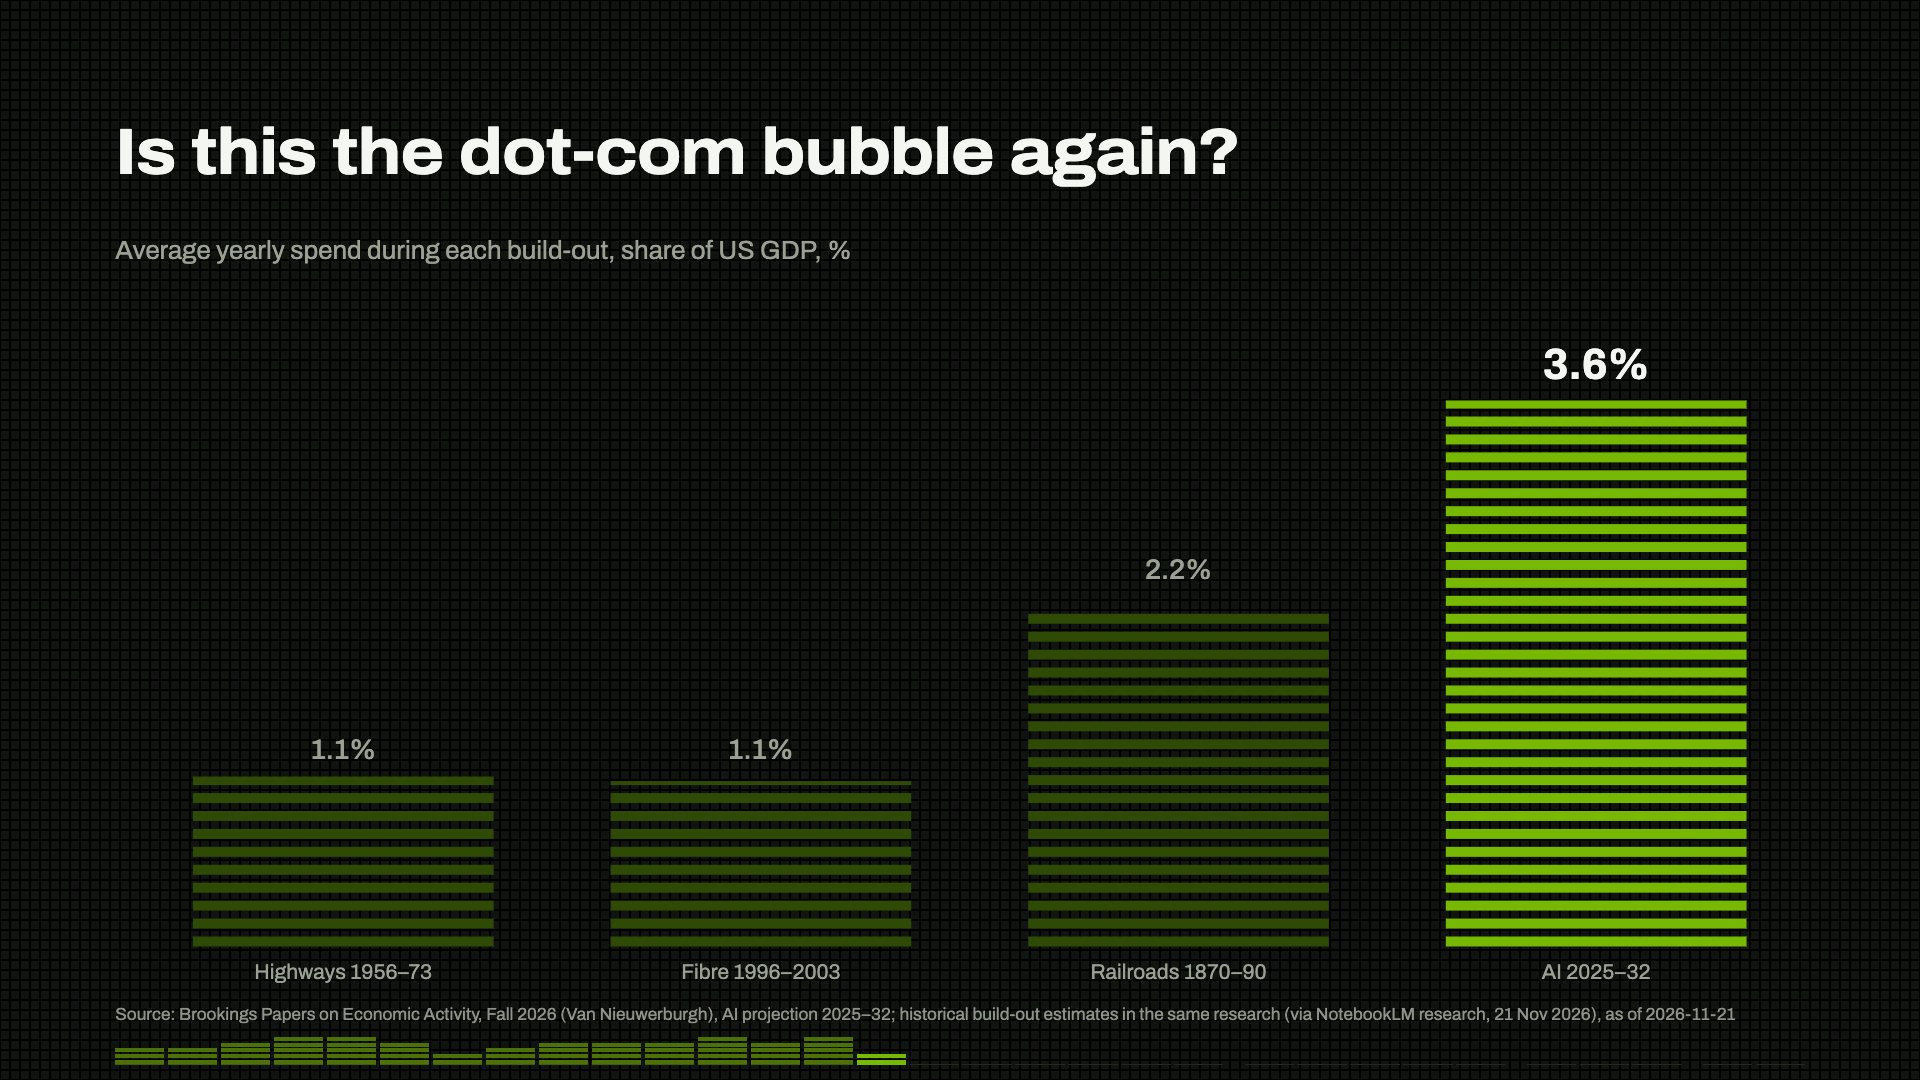 Is this the dot-com bubble again?
Average yearly spend during each build-out, share of US GDP, %
3.6%
2.2%
1.1%
1.1%
Highways 1956–73
Fibre 1996–2003
Railroads 1870–90
AI 2025–32
Source: Brookings Papers on Economic Activity, Fall 2026 (Van Nieuwerburgh), AI projection 2025–32; historical build-out estimates in the same research (via NotebookLM research, 21 Nov 2026), as of 2026-11-21